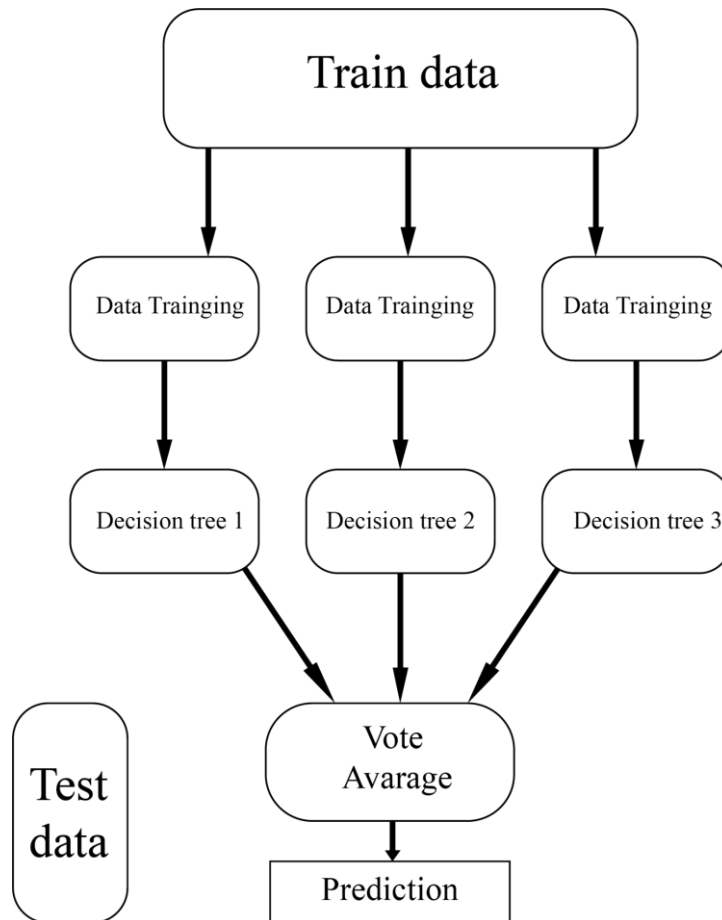 Train data
Data Trainging
Data Trainging
Data Trainging
Decision tree 1
Decision tree 2
Decision tree 3
Vote
Avarage
Test
data
Prediction